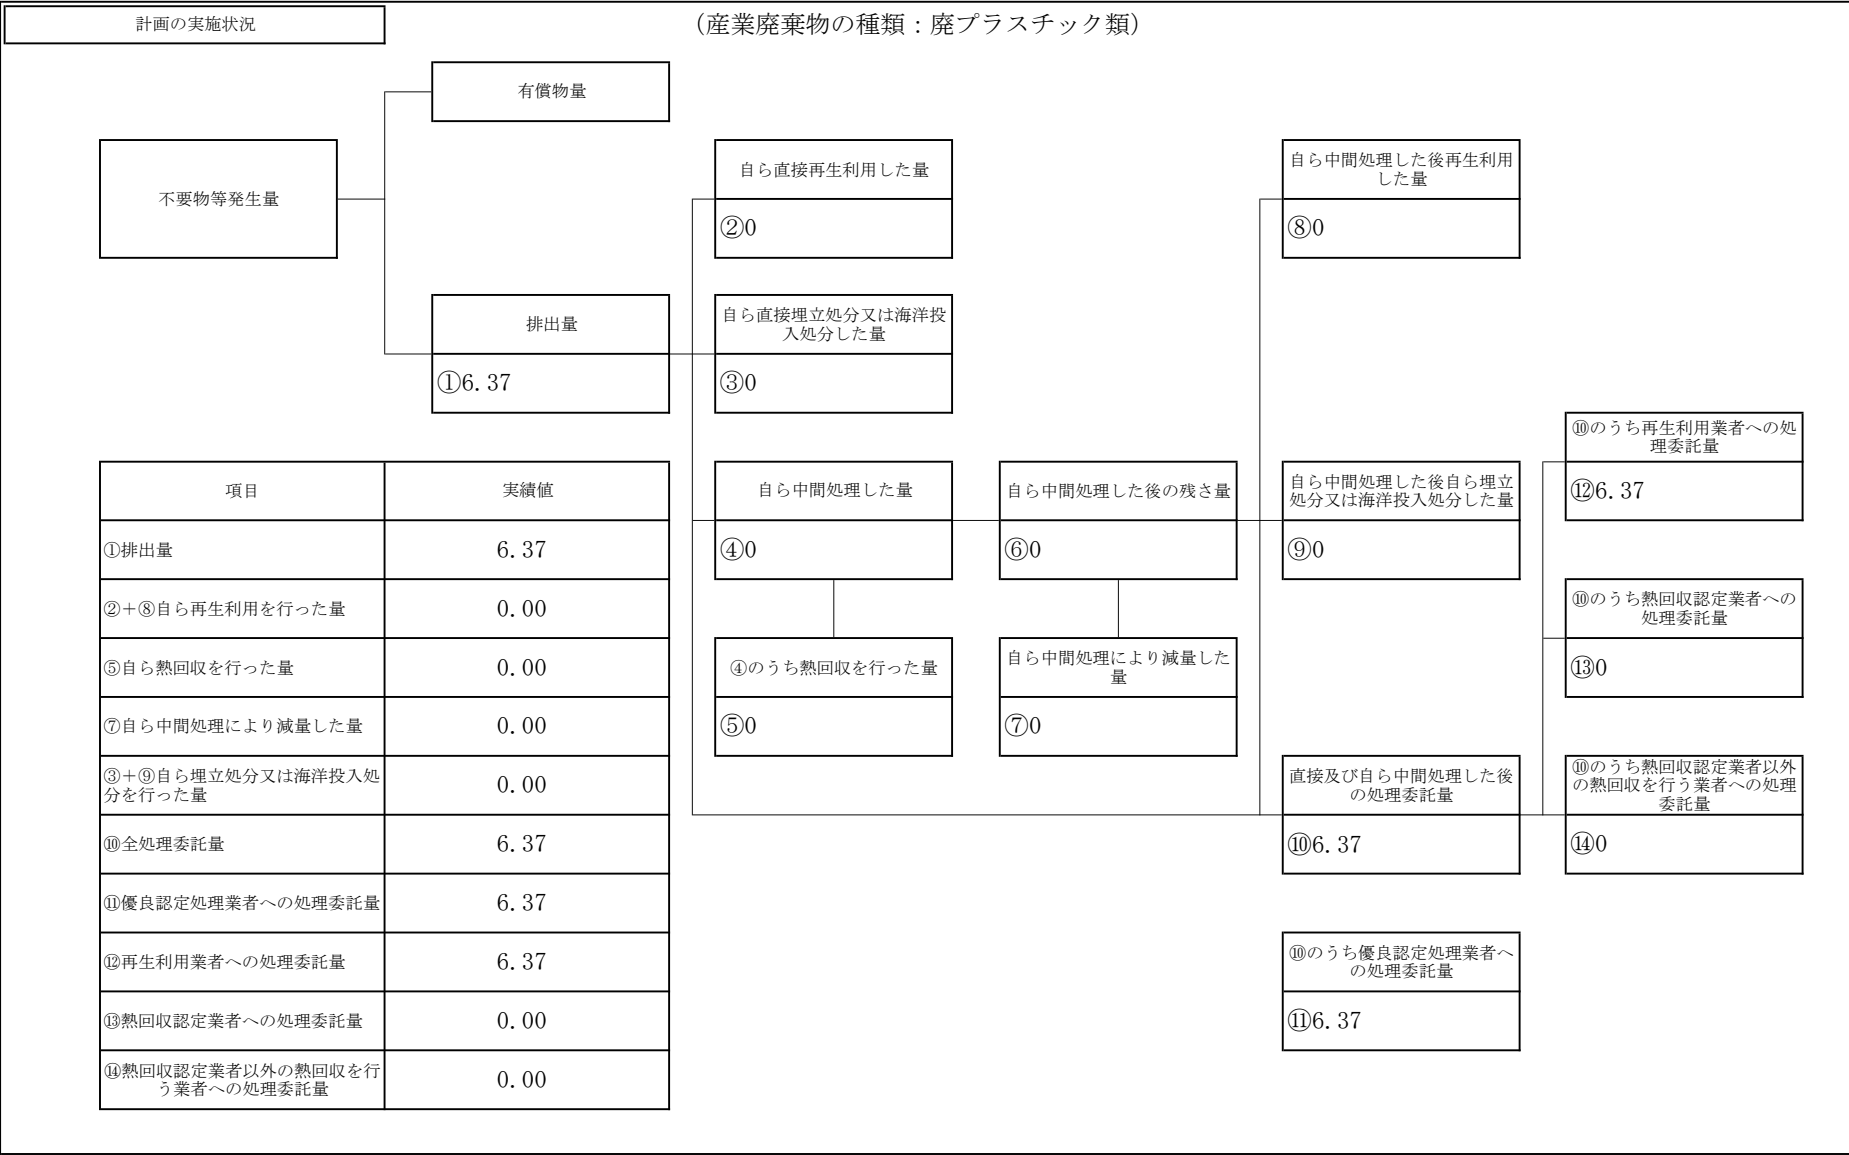 計画の実施状況
（産業廃棄物の種類：廃プラスチック類）
有償物量
不要物等発生量
自ら直接再生利用した量
②0
自ら中間処理した後再生利用
した量
⑧0
排出量
①6.37
自ら直接埋立処分又は海洋投
入処分した量
③0
項目 実績値
①排出量 6.37
②＋⑧自ら再生利用を行った量 0.00
⑤自ら熱回収を行った量 0.00
⑦自ら中間処理により減量した量 0.00
③＋⑨自ら埋立処分又は海洋投入処
分を行った量 0.00
⑩全処理委託量 6.37
⑪優良認定処理業者への処理委託量 6.37
⑫再生利用業者への処理委託量 6.37
⑬熱回収認定業者への処理委託量 0.00
⑭熱回収認定業者以外の熱回収を行
う業者への処理委託量 0.00
自ら中間処理した量
④0
④のうち熱回収を行った量
⑤0
自ら中間処理した後の残さ量
⑥0
自ら中間処理により減量した
量
⑦0
自ら中間処理した後自ら埋立
処分又は海洋投入処分した量
⑨0
直接及び自ら中間処理した後
の処理委託量
⑩6.37
⑩のうち優良認定処理業者へ
の処理委託量
⑪6.37
⑩のうち再生利用業者への処
理委託量
⑫6.37
⑩のうち熱回収認定業者への
処理委託量
⑬0
⑩のうち熱回収認定業者以外
の熱回収を行う業者への処理
委託量
⑭0